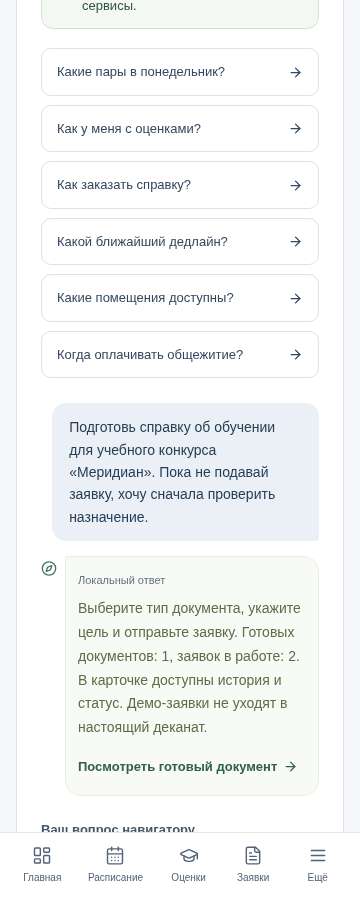 сервисы.
Какие пары в понедельник?
Как у меня с оценками?
Как заказать справку?
Какой ближайший дедлайн?
Какие помещения доступны?
Когда оплачивать общежитие?
Подготовь справку об обучении
для учебного конкурса
«Меридиан». Пока не подавай
заявку, хочу сначала проверить
назначение.
Локальный ответ
Выберите тип документа, укажите
цель и отправьте заявку. Готовых
документов: 1, заявок в работе: 2.
В карточке доступны история и
статус. Демо-заявки не уходят в
настоящий деканат.
Посмотреть готовый документ
Ваш вопрос навигатору
Главная
Расписание
Оценки
Заявки
Ещё